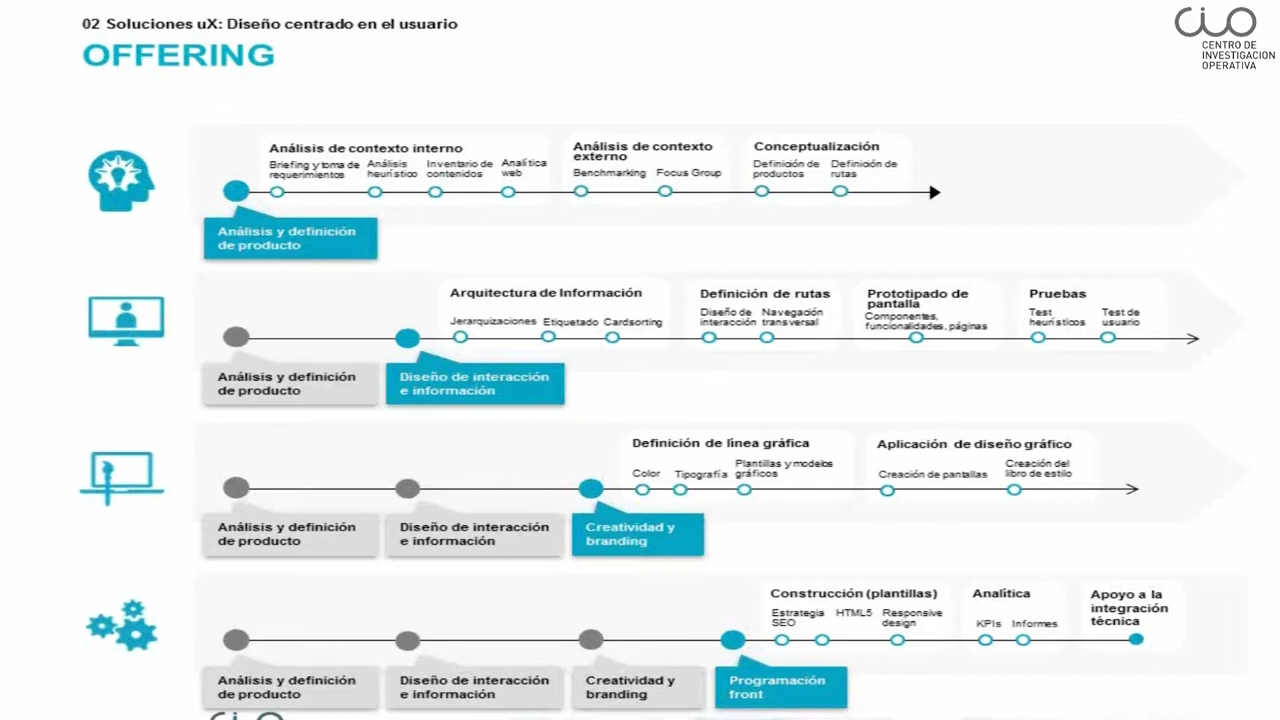 02 Soluciones uX: Diseño centrado en el usuario
OFFERING
CIO
CENTRO DE
INVESTIGACION
OPERATIVA
Análisis de contexto interno
Briefing y toma de
requerimientos
Análisis
heurístico
Inventario de
contenidos
Analítica
web
Análisis de contexto
externo
Benchmarking
Focus Group
Conceptualización
Definición de
productos
Definición de
rutas
Análisis y definición
de producto
Arquitectura de Información
Jerarquizaciones
Etiquetado
Cardsorting
Definición de rutas
Diseño de
interacción
Navegación
transversal
Prototipado de
pantalla
Componentes,
funcionalidades, páginas
Pruebas
Test
heurísticos
Test de
usuario
Análisis y definición
de producto
Diseño de interacción
e información
Definición de línea gráfica
Color
Tipografía
Plantillas y modelos
gráficos
Aplicación de diseño gráfico
Creación de pantallas
Creación del
libro de estilo
Análisis y definición
de producto
Diseño de interacción
e información
Creatividad y
branding
Construcción (plantillas)
Estrategia
SEO
HTML5
Responsive
design
Analítica
KPIs
Informes
Apoyo a la
integración
técnica
Análisis y definición
de producto
Diseño de interacción
e información
Creatividad y
branding
Programación
front
CIO